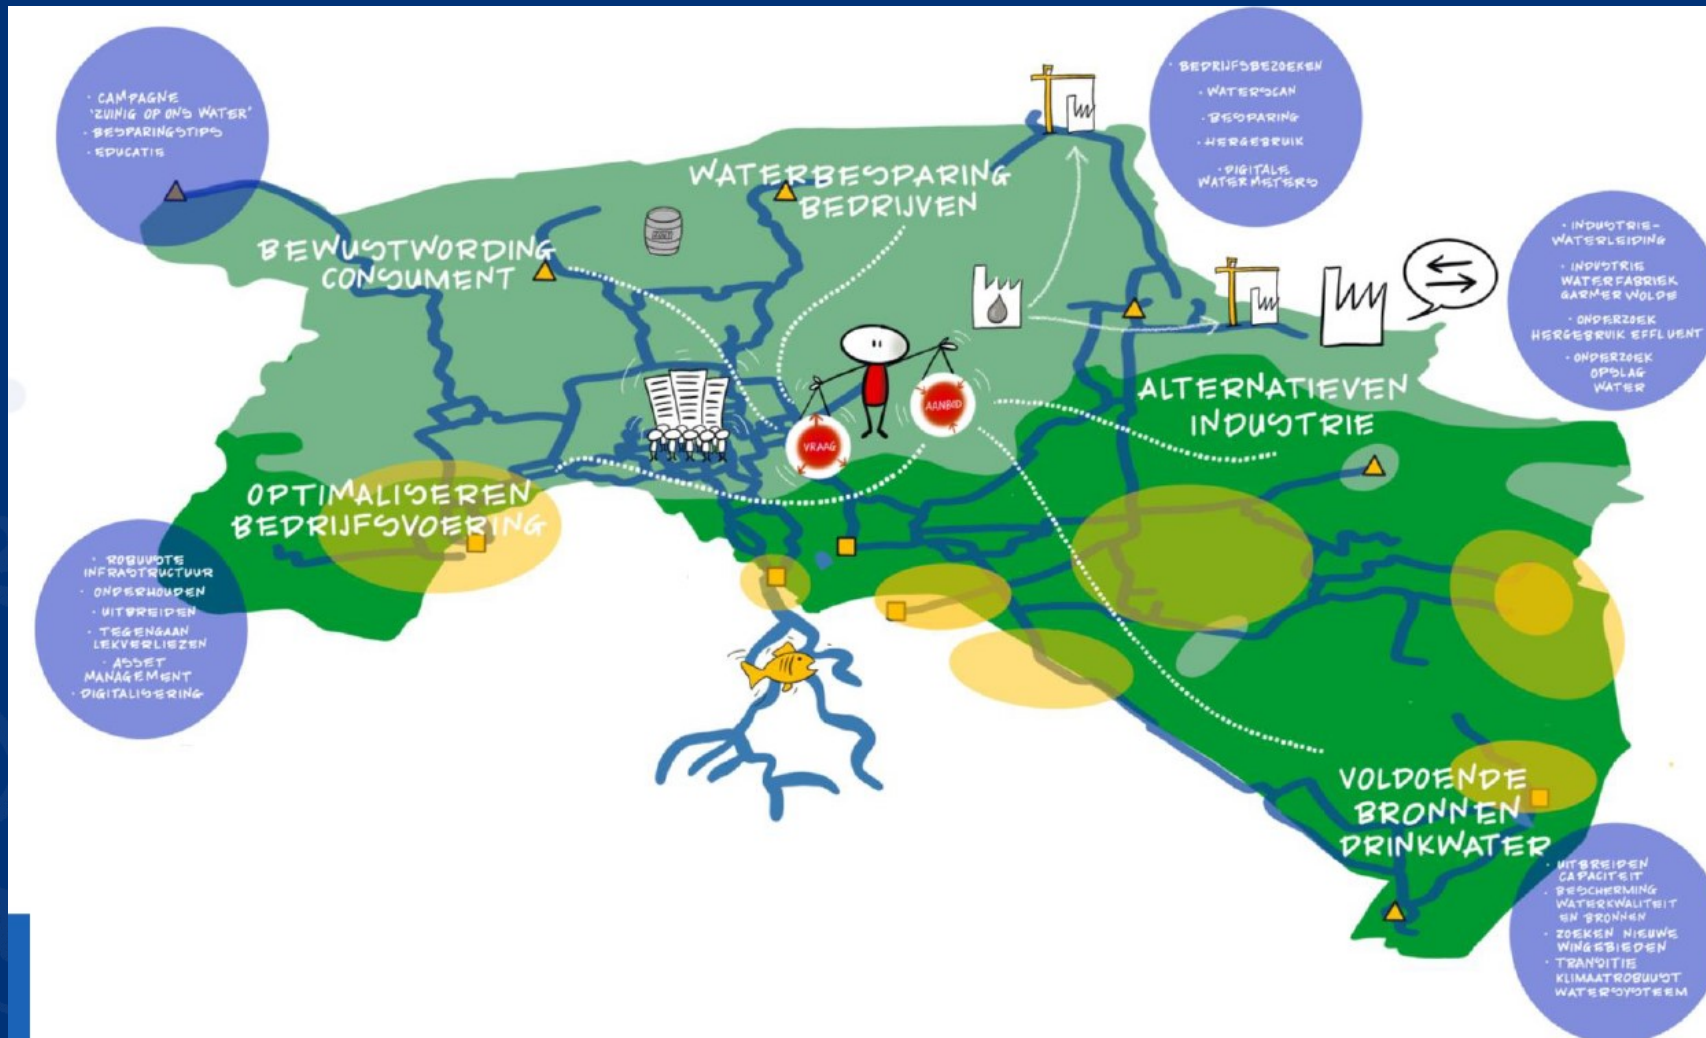 · CAMPAGNE
'ZUINIG OP ONS WATER'
· BESPARINGSTIPS
· EDUCATIE
· BEDRIJFSBEZOEKEN
· WATERSCAN
· BESPARING
· HERGEBRUIK
· DIGITALE
WATERMETERS
WATERBESPARING
BEDRIJVEN
BEWUSTWORDING
CONSUMENT
· INDUSTRIE-
WATERLEIDING
· INDUSTRIE
WATERFABRIEK
GARMERWOLDE
· ONDERZOEK
HERGEBRUIK EFFLUENT
· ONDERZOEK
OPSLAG
WATER
ALTERNATIEVEN
INDUSTRIE
AANBOD
VRAAG
OPTIMALISEREN
BEDRIJFSVOERING
· ROBUUSTE
INFRASTRUCTUUR
· ONDERHOUDEN
· UITBREIDEN
· TEGENGAAN
LEKVERLIEZEN
· ASSET
MANAGEMENT
· DIGITALISERING
VOLDOENDE
BRONNEN
DRINKWATER
· UITBREIDEN
CAPACITEIT
· BESCHERMING
WATERKWALITEIT
EN BRONNEN
· ZOEKEN NIEUWE
WINGEBIEDEN
· TRANSITIE
KLIMAATROBUUST
WATERSYSTEEM